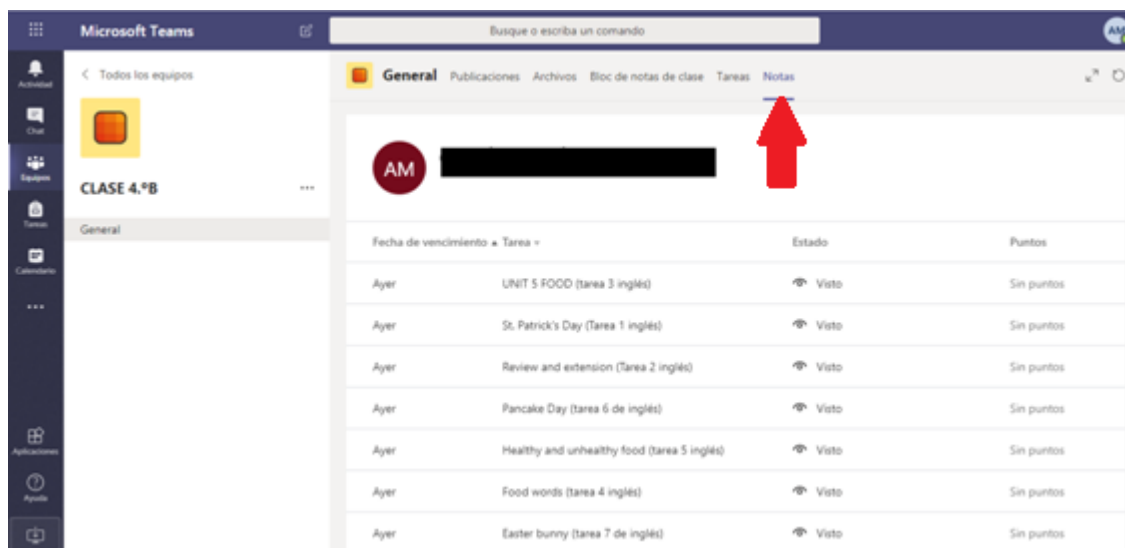 Microsoft Teams
Busque o escriba un comando
AM
Actividad
Chat
Equipos
Tareas
Calendario
Aplicaciones
Ayuda
Todos los equipos
CLASE 4.ºB
General
General Publicaciones Archivos Bloc de notas de clase Tareas Notas
AM
Fecha de vencimiento Tarea Estado Puntos
Ayer UNIT 5 FOOD (tarea 3 inglés) Visto Sin puntos
Ayer St. Patrick's Day (Tarea 1 inglés) Visto Sin puntos
Ayer Review and extension (Tarea 2 inglés) Visto Sin puntos
Ayer Pancake Day (tarea 6 de inglés) Visto Sin puntos
Ayer Healthy and unhealthy food (tarea 5 inglés) Visto Sin puntos
Ayer Food words (tarea 4 inglés) Visto Sin puntos
Ayer Easter bunny (tarea 7 de inglés) Visto Sin puntos